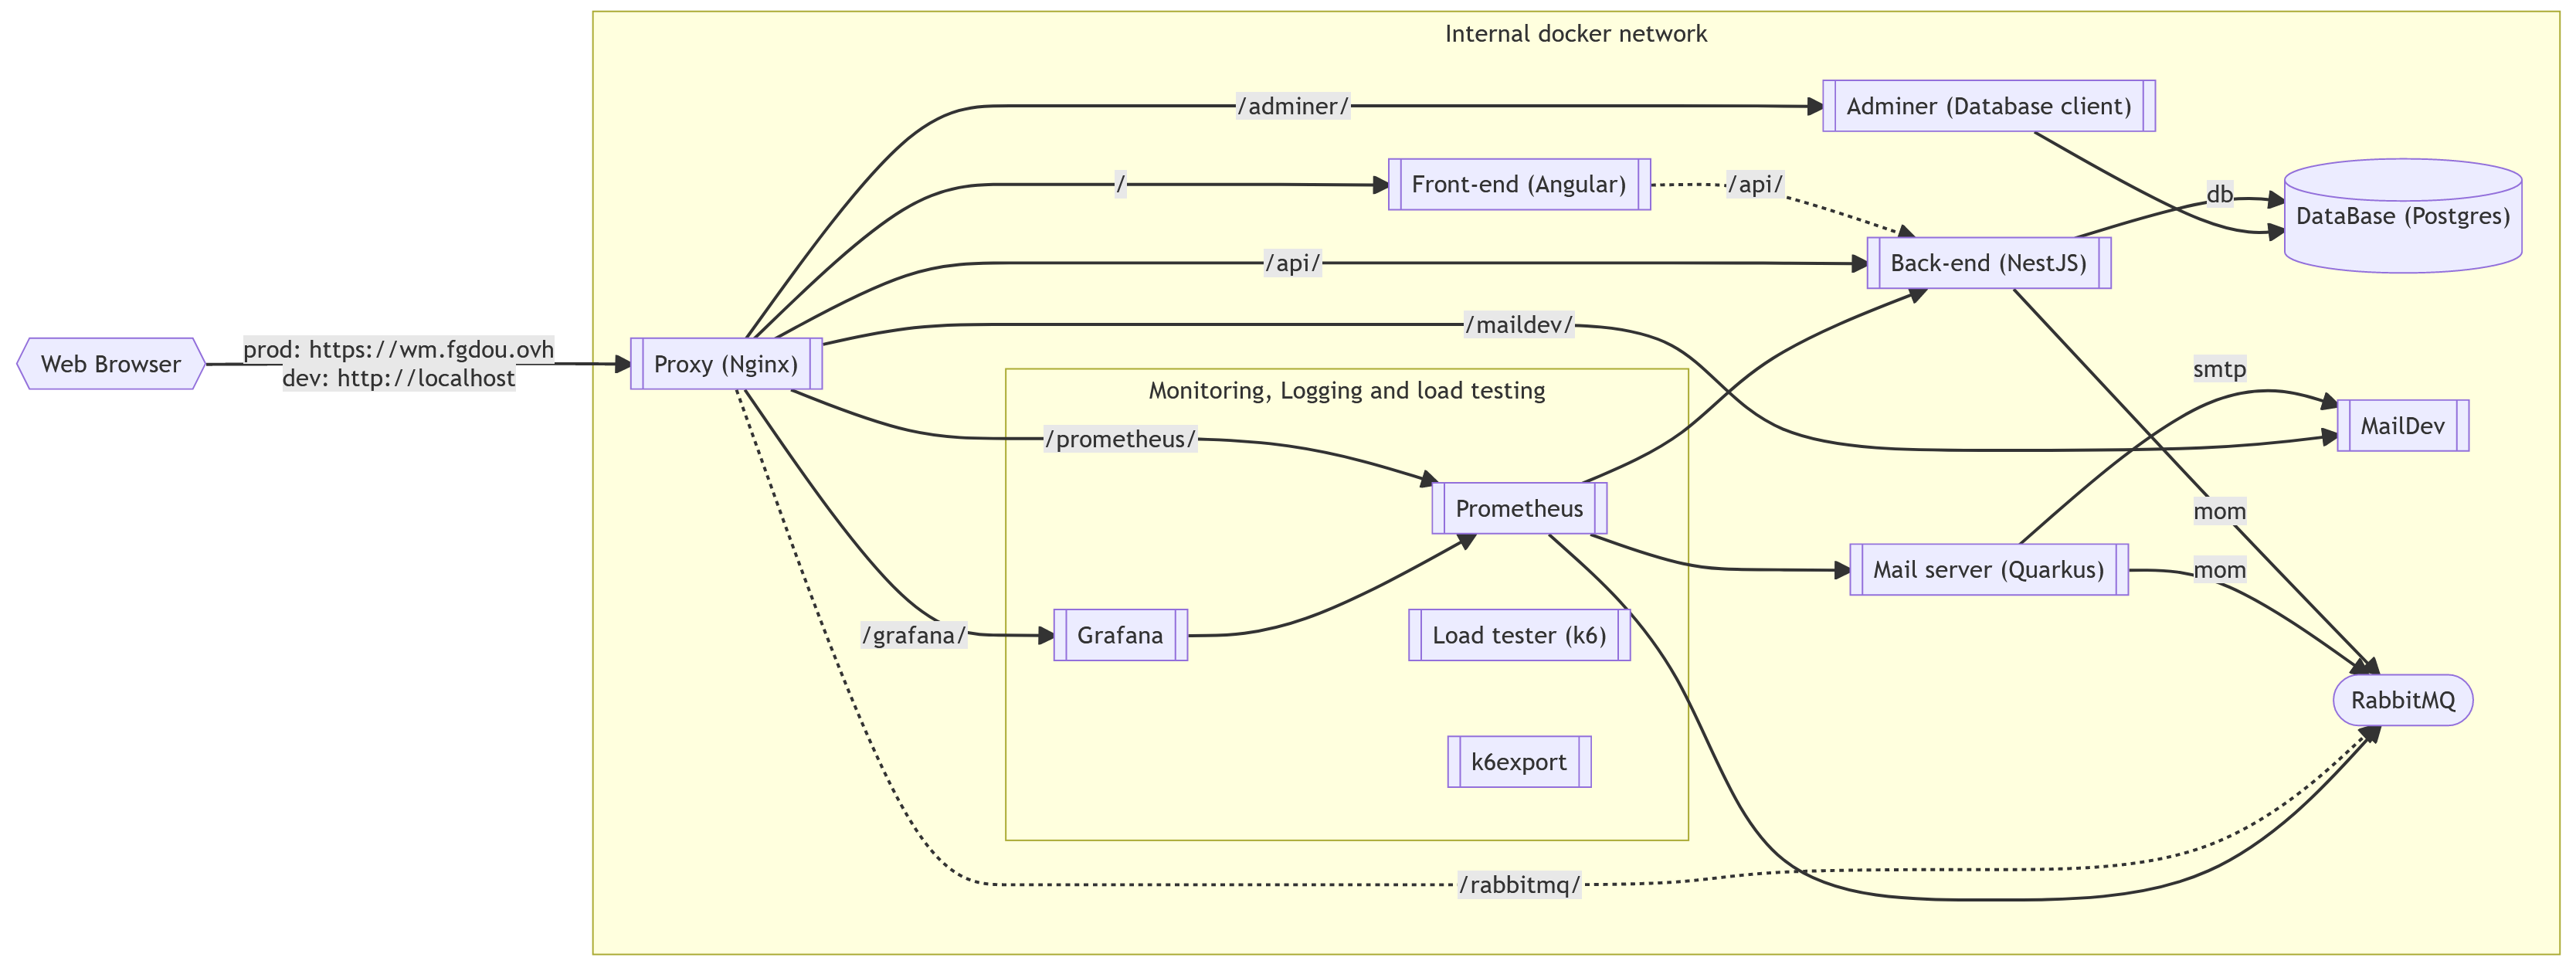 Internal docker network
/adminer/
Adminer (Database client)
/
Front-end (Angular)
/api/
db
DataBase (Postgres)
/api/
Back-end (NestJS)
/maildev/
Web Browser
prod: https://wm.fgdou.ovh
dev: http://localhost
Proxy (Nginx)
Monitoring, Logging and load testing
smtp
MailDev
/prometheus/
Prometheus
mom
Mail server (Quarkus)
mom
/grafana/
Grafana
Load tester (k6)
RabbitMQ
k6export
/rabbitmq/